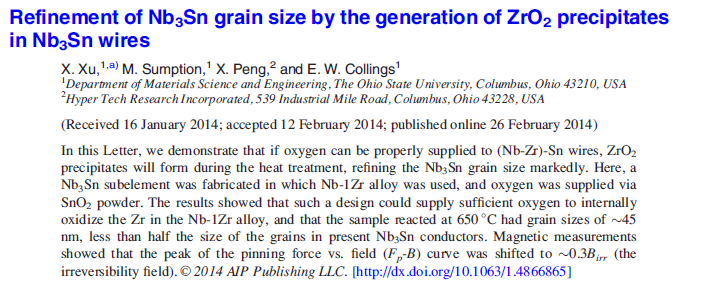 Refinement of Nb₃Sn grain size by the generation of ZrO₂ precipitates
in Nb₃Sn wires
X. Xu,¹,ᵃ⁾ M. Sumption,¹ X. Peng,² and E. W. Collings¹
¹Department of Materials Science and Engineering, The Ohio State University, Columbus, Ohio 43210, USA
²Hyper Tech Research Incorporated, 539 Industrial Mile Road, Columbus, Ohio 43228, USA
(Received 16 January 2014; accepted 12 February 2014; published online 26 February 2014)
In this Letter, we demonstrate that if oxygen can be properly supplied to (Nb-Zr)-Sn wires, ZrO₂
precipitates will form during the heat treatment, refining the Nb₃Sn grain size markedly. Here, a
Nb₃Sn subelement was fabricated in which Nb-1Zr alloy was used, and oxygen was supplied via
SnO₂ powder. The results showed that such a design could supply sufficient oxygen to internally
oxidize the Zr in the Nb-1Zr alloy, and that the sample reacted at 650 °C had grain sizes of ~45
nm, less than half the size of the grains in present Nb₃Sn conductors. Magnetic measurements
showed that the peak of the pinning force vs. field (Fₚ-B) curve was shifted to ~0.3Bᵢᵣᵣ (the
irreversibility field). © 2014 AIP Publishing LLC. [http://dx.doi.org/10.1063/1.4866865]